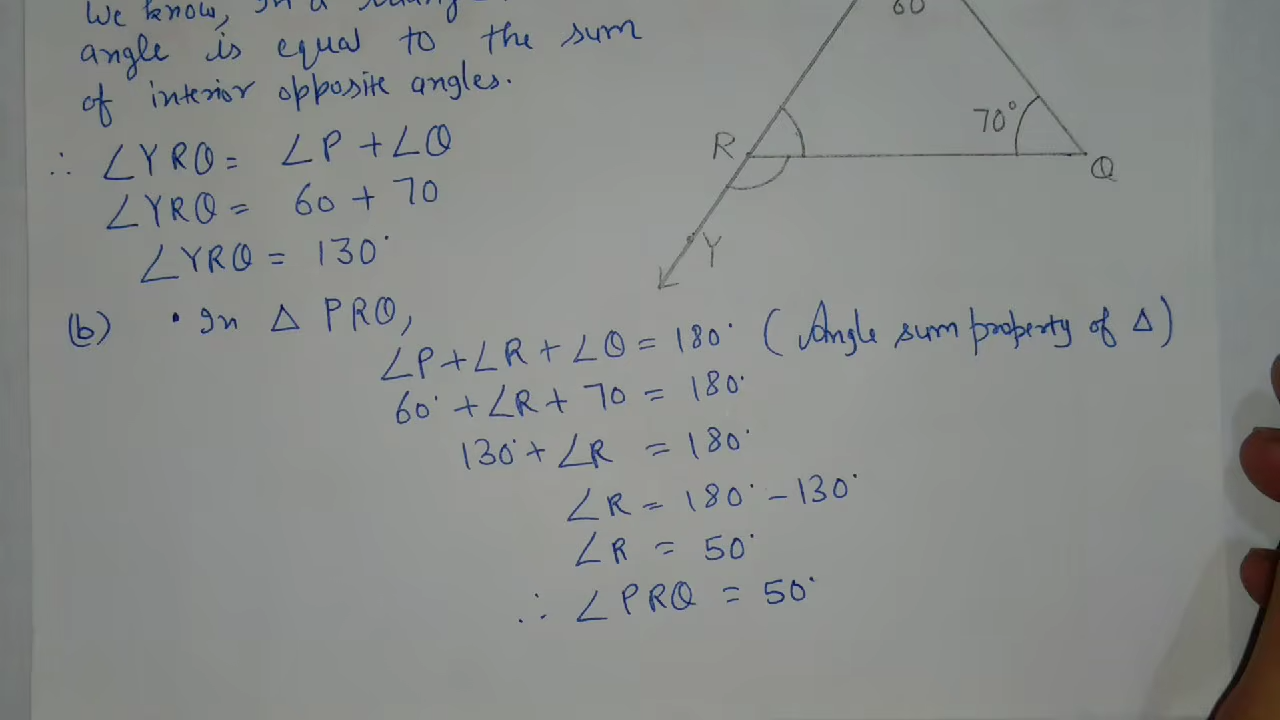 We know, in a
angle is equal to the sum
of interior opposite angles.
∴ ∠YRQ = ∠P + ∠Q
∠YRQ = 60 + 70
∠YRQ = 130°
(b) • In △ PRQ,
∠P + ∠R + ∠Q = 180° (Angle sum property of △)
60° + ∠R + 70 = 180°
130° + ∠R = 180°
∠R = 180° - 130°
∠R = 50°
∴ ∠PRQ = 50°
60
70°
R
Q
Y